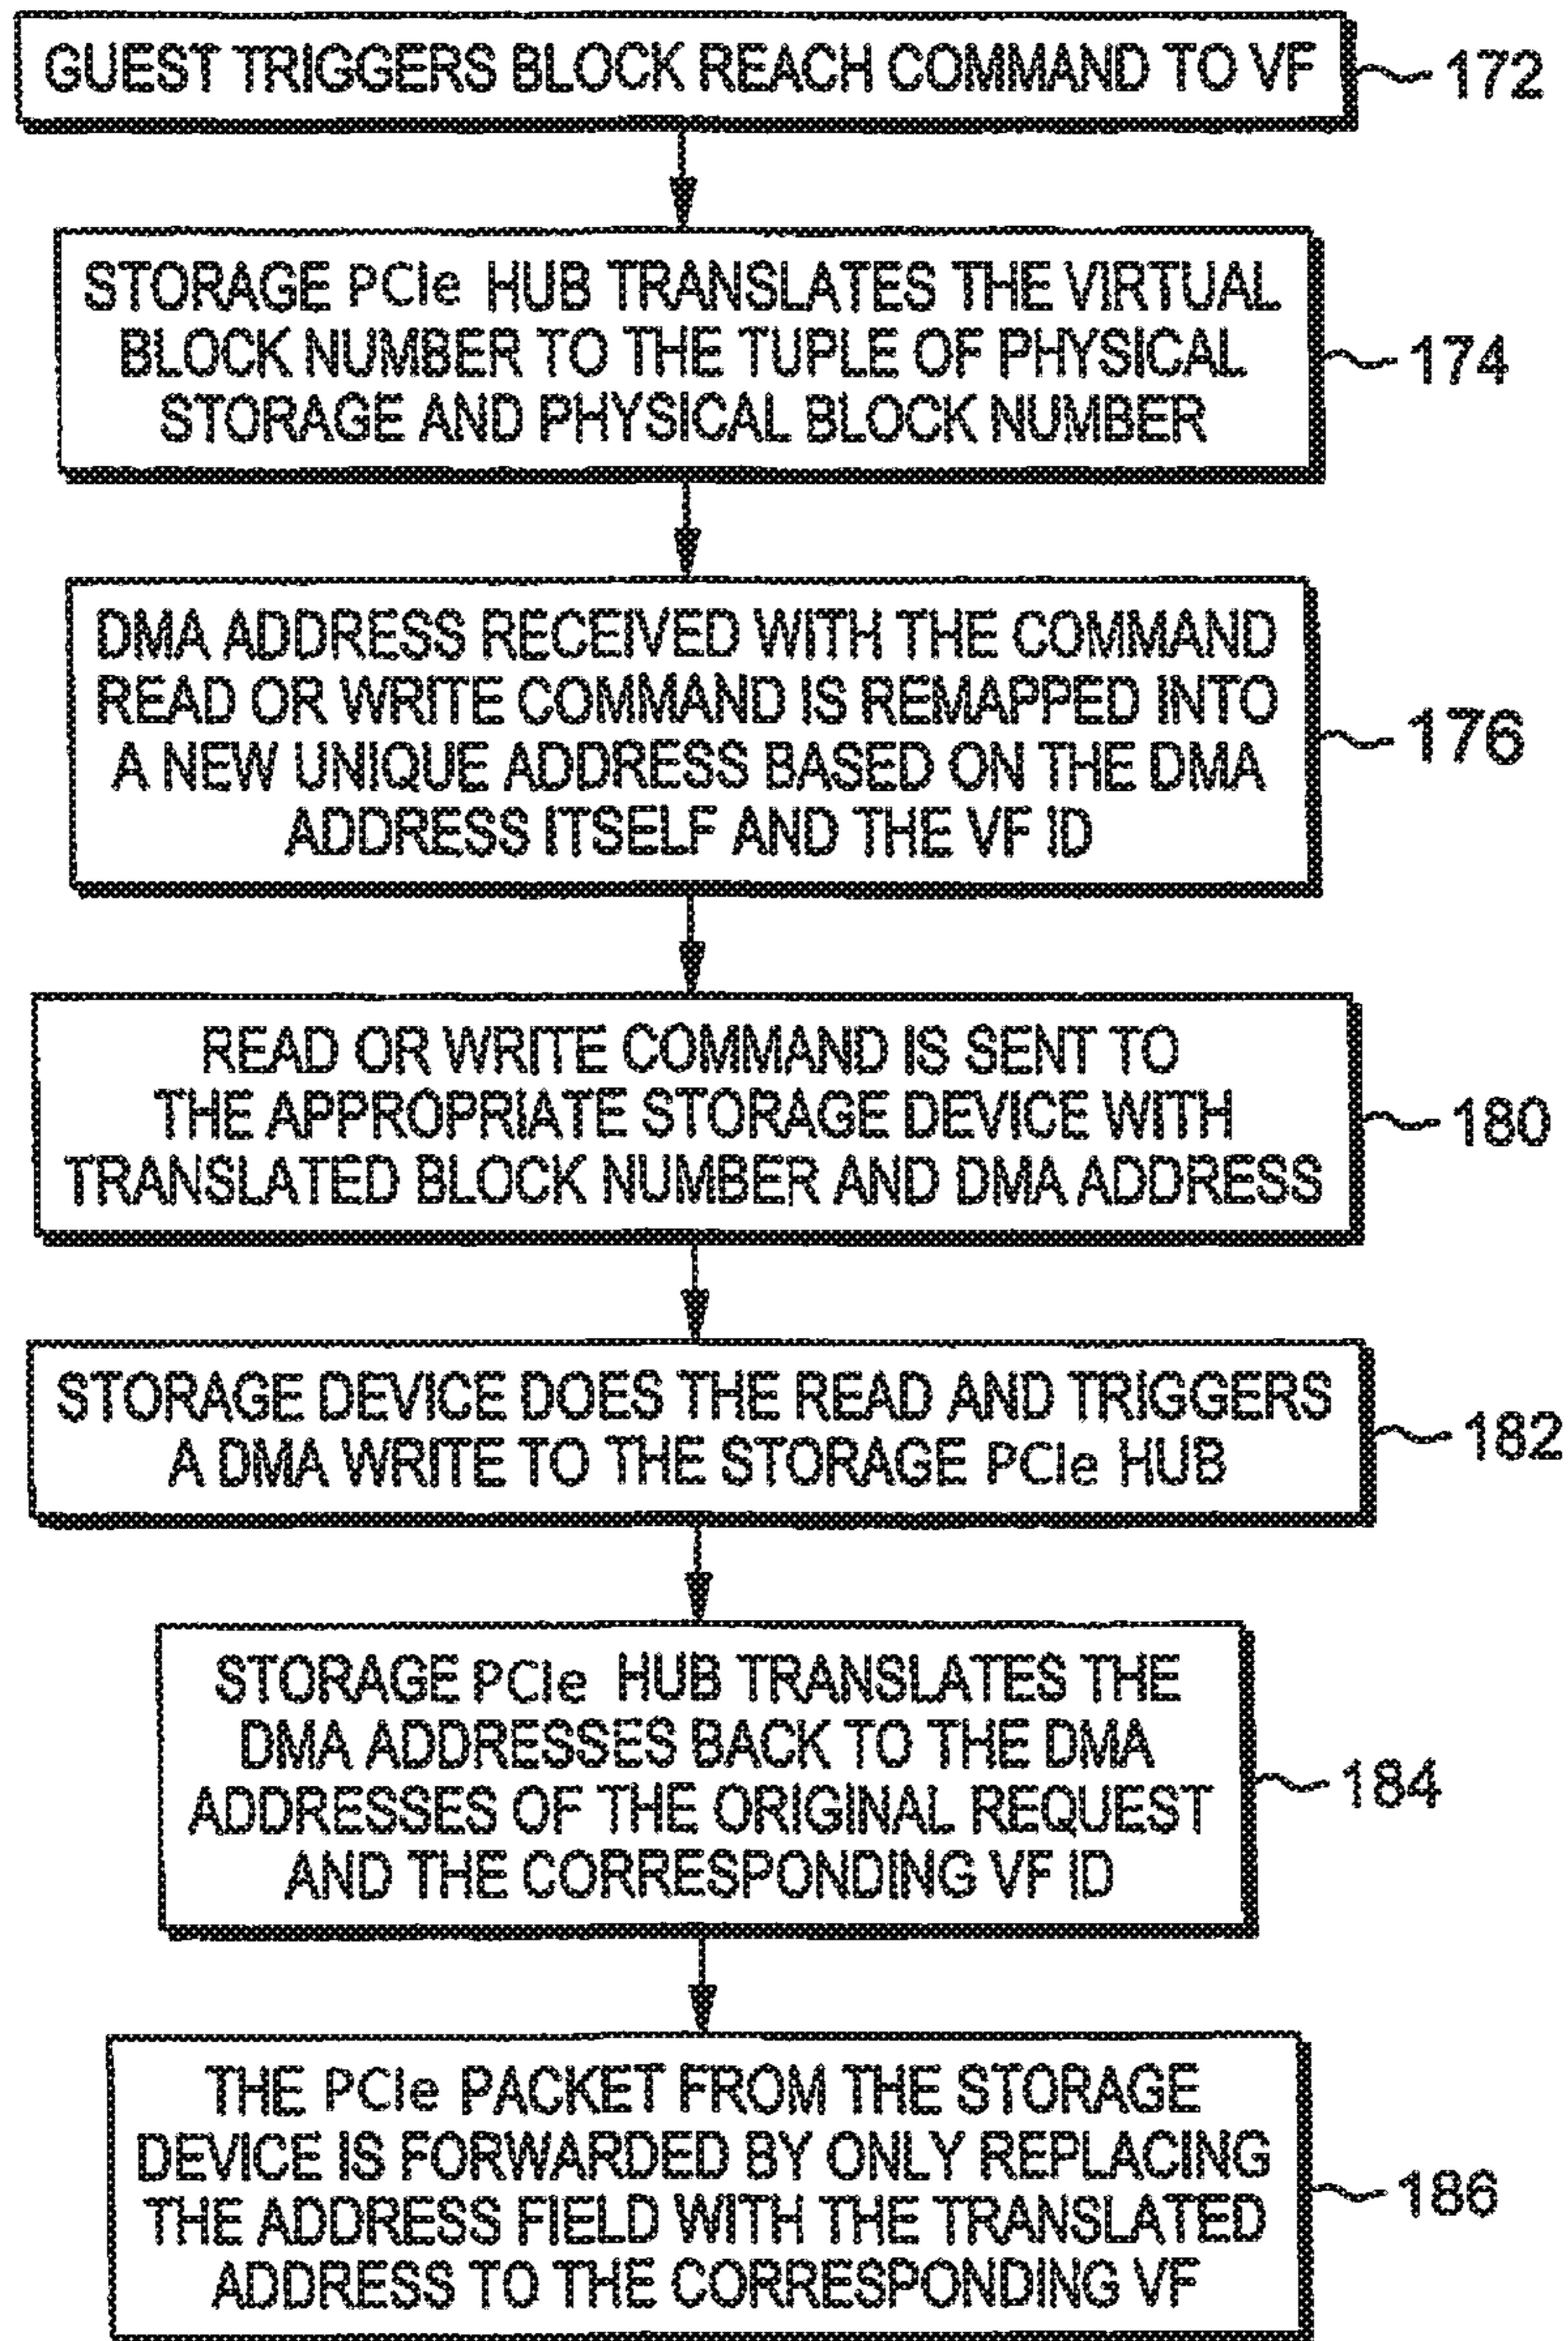 GUEST TRIGGERS BLOCK REACH COMMAND TO VF
172
STORAGE PCIe HUB TRANSLATES THE VIRTUAL
BLOCK NUMBER TO THE TUPLE OF PHYSICAL
STORAGE AND PHYSICAL BLOCK NUMBER
174
DMA ADDRESS RECEIVED WITH THE COMMAND
READ OR WRITE COMMAND IS REMAPPED INTO
A NEW UNIQUE ADDRESS BASED ON THE DMA
ADDRESS ITSELF AND THE VF ID
176
READ OR WRITE COMMAND IS SENT TO
THE APPROPRIATE STORAGE DEVICE WITH
TRANSLATED BLOCK NUMBER AND DMA ADDRESS
180
STORAGE DEVICE DOES THE READ AND TRIGGERS
A DMA WRITE TO THE STORAGE PCIe HUB
182
STORAGE PCIe HUB TRANSLATES THE
DMA ADDRESSES BACK TO THE DMA
ADDRESSES OF THE ORIGINAL REQUEST
AND THE CORRESPONDING VF ID
184
THE PCIe PACKET FROM THE STORAGE
DEVICE IS FORWARDED BY ONLY REPLACING
THE ADDRESS FIELD WITH THE TRANSLATED
ADDRESS TO THE CORRESPONDING VF
186